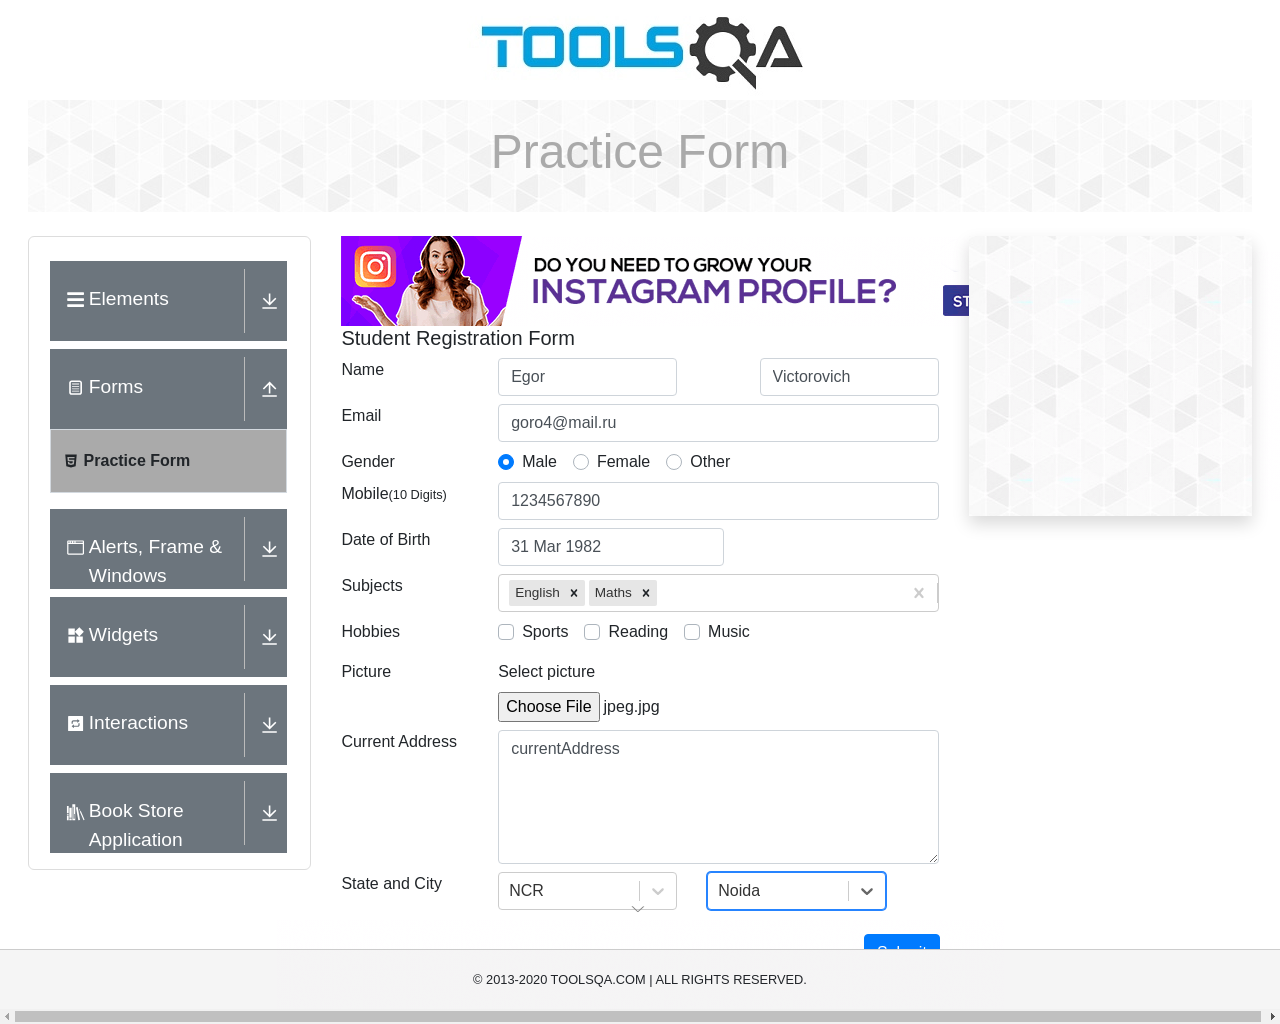 TOOLSQA
Practice Form
Elements
Forms
Practice Form
Alerts, Frame &
Windows
Widgets
Interactions
Book Store
Application
DO YOU NEED TO GROW YOUR
INSTAGRAM PROFILE?
ST
Student Registration Form
Name Egor Victorovich
Email goro4@mail.ru
Gender Male Female Other
Mobile(10 Digits) 1234567890
Date of Birth 31 Mar 1982
Subjects English Maths
Hobbies Sports Reading Music
Picture Select picture
Choose File jpeg.jpg
Current Address currentAddress
State and City NCR Noida
© 2013-2020 TOOLSQA.COM | ALL RIGHTS RESERVED.